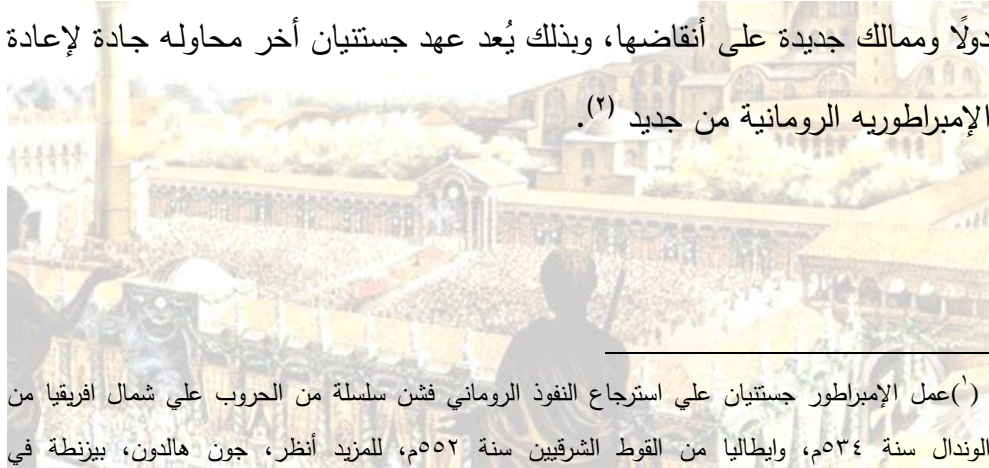 دولًا وممالك جديدة على أنقاضها، وبذلك يُعد عهد جستنيان أخر محاوله جادة لإعادة
الإمبراطوريه الرومانية من جديد (٢).
(١)عمل الإمبراطور جستنيان علي استرجاع النفوذ الروماني فشن سلسلة من الحروب علي شمال افريقيا من
الوندال سنة ٥٣٤م، وايطاليا من القوط الشرقيين سنة ٥٥٢م، للمزيد أنظر، جون هالدون، بيزنطة في